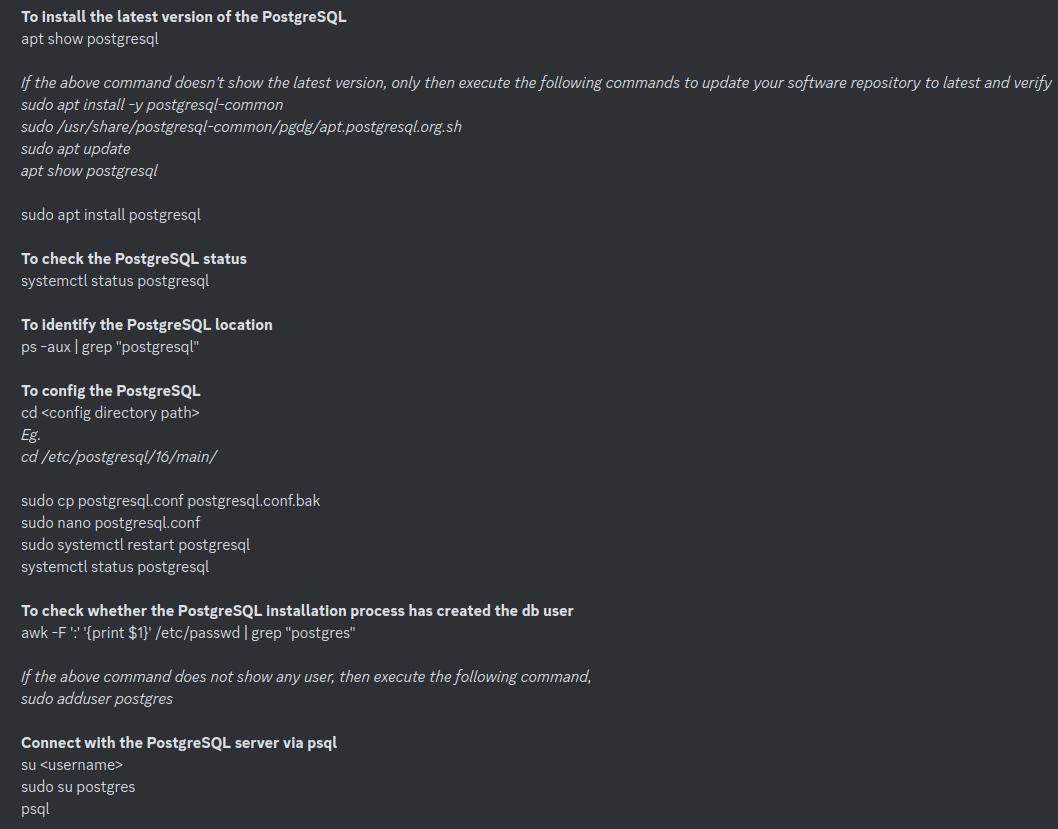 To install the latest version of the PostgreSQL
apt show postgresql
If the above command doesn't show the latest version, only then execute the following commands to update your software repository to latest and verify
sudo apt install -y postgresql-common
sudo /usr/share/postgresql-common/pgdg/apt.postgresql.org.sh
sudo apt update
apt show postgresql
sudo apt install postgresql
To check the PostgreSQL status
systemctl status postgresql
To identify the PostgreSQL location
ps -aux | grep "postgresql"
To config the PostgreSQL
cd <config directory path>
Eg.
cd /etc/postgresql/16/main/
sudo cp postgresql.conf postgresql.conf.bak
sudo nano postgresql.conf
sudo systemctl restart postgresql
systemctl status postgresql
To check whether the PostgreSQL installation process has created the db user
awk -F ':' '{print $1}' /etc/passwd | grep "postgres"
If the above command does not show any user, then execute the following command,
sudo adduser postgres
Connect with the PostgreSQL server via psql
su <username>
sudo su postgres
psql